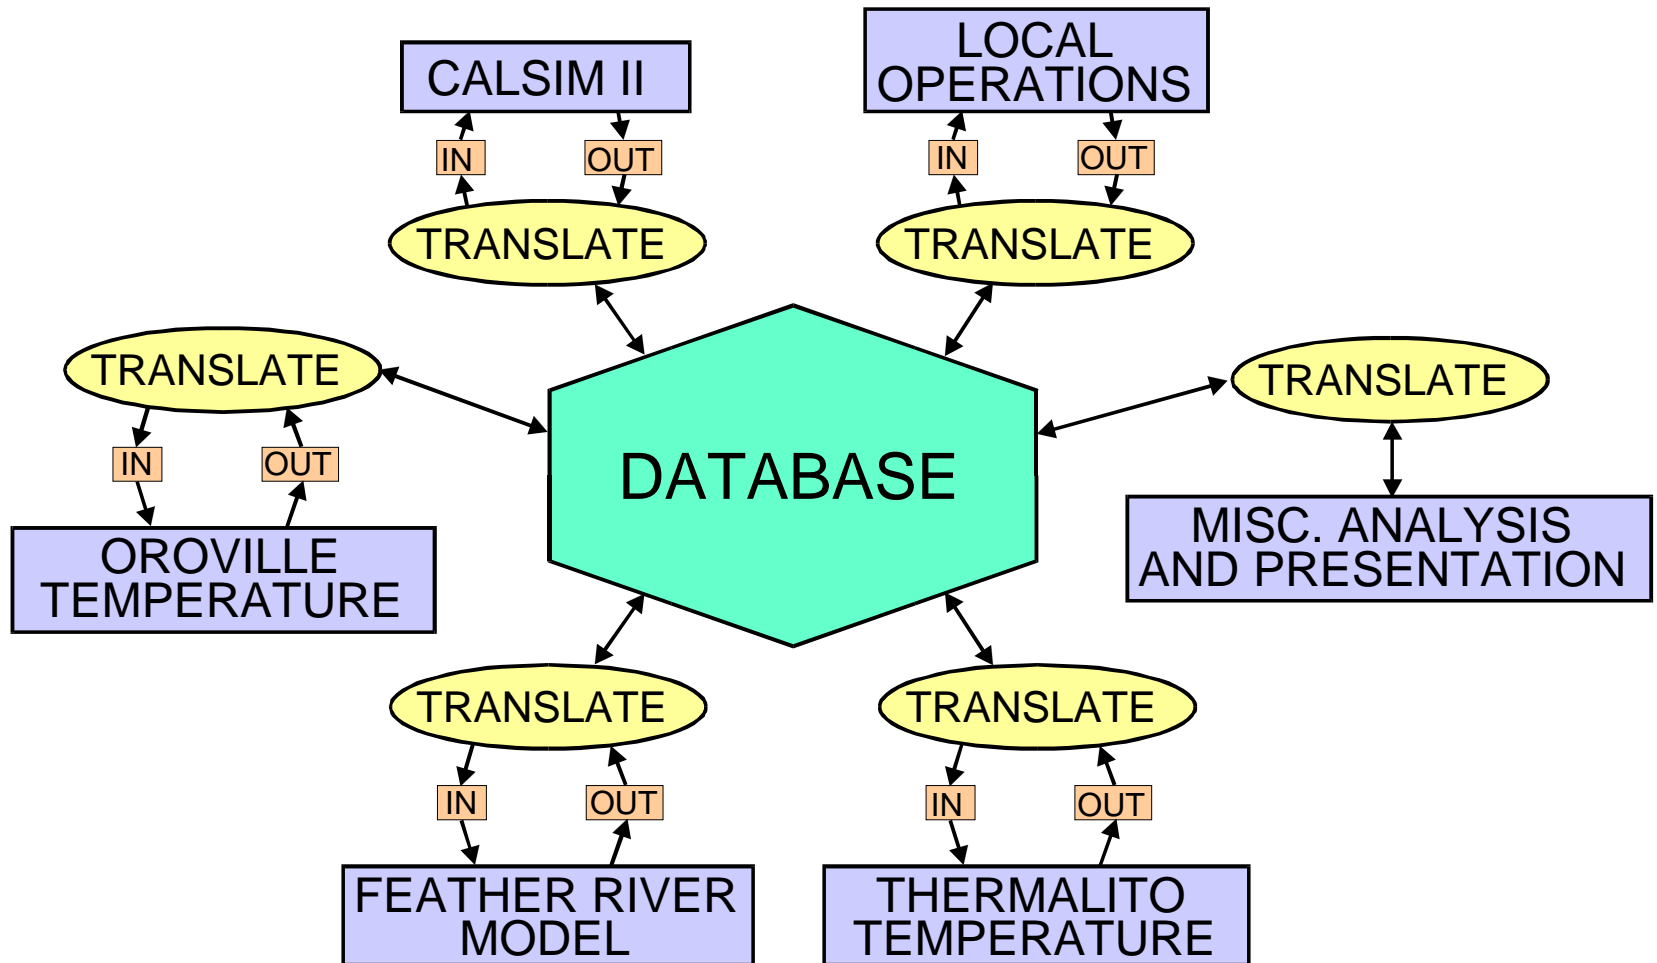 CALSIM II
LOCAL
OPERATIONS
IN
OUT
IN
OUT
TRANSLATE
TRANSLATE
TRANSLATE
TRANSLATE
IN
OUT
DATABASE
OROVILLE
TEMPERATURE
MISC. ANALYSIS
AND PRESENTATION
TRANSLATE
TRANSLATE
IN
OUT
IN
OUT
FEATHER RIVER
MODEL
THERMALITO
TEMPERATURE